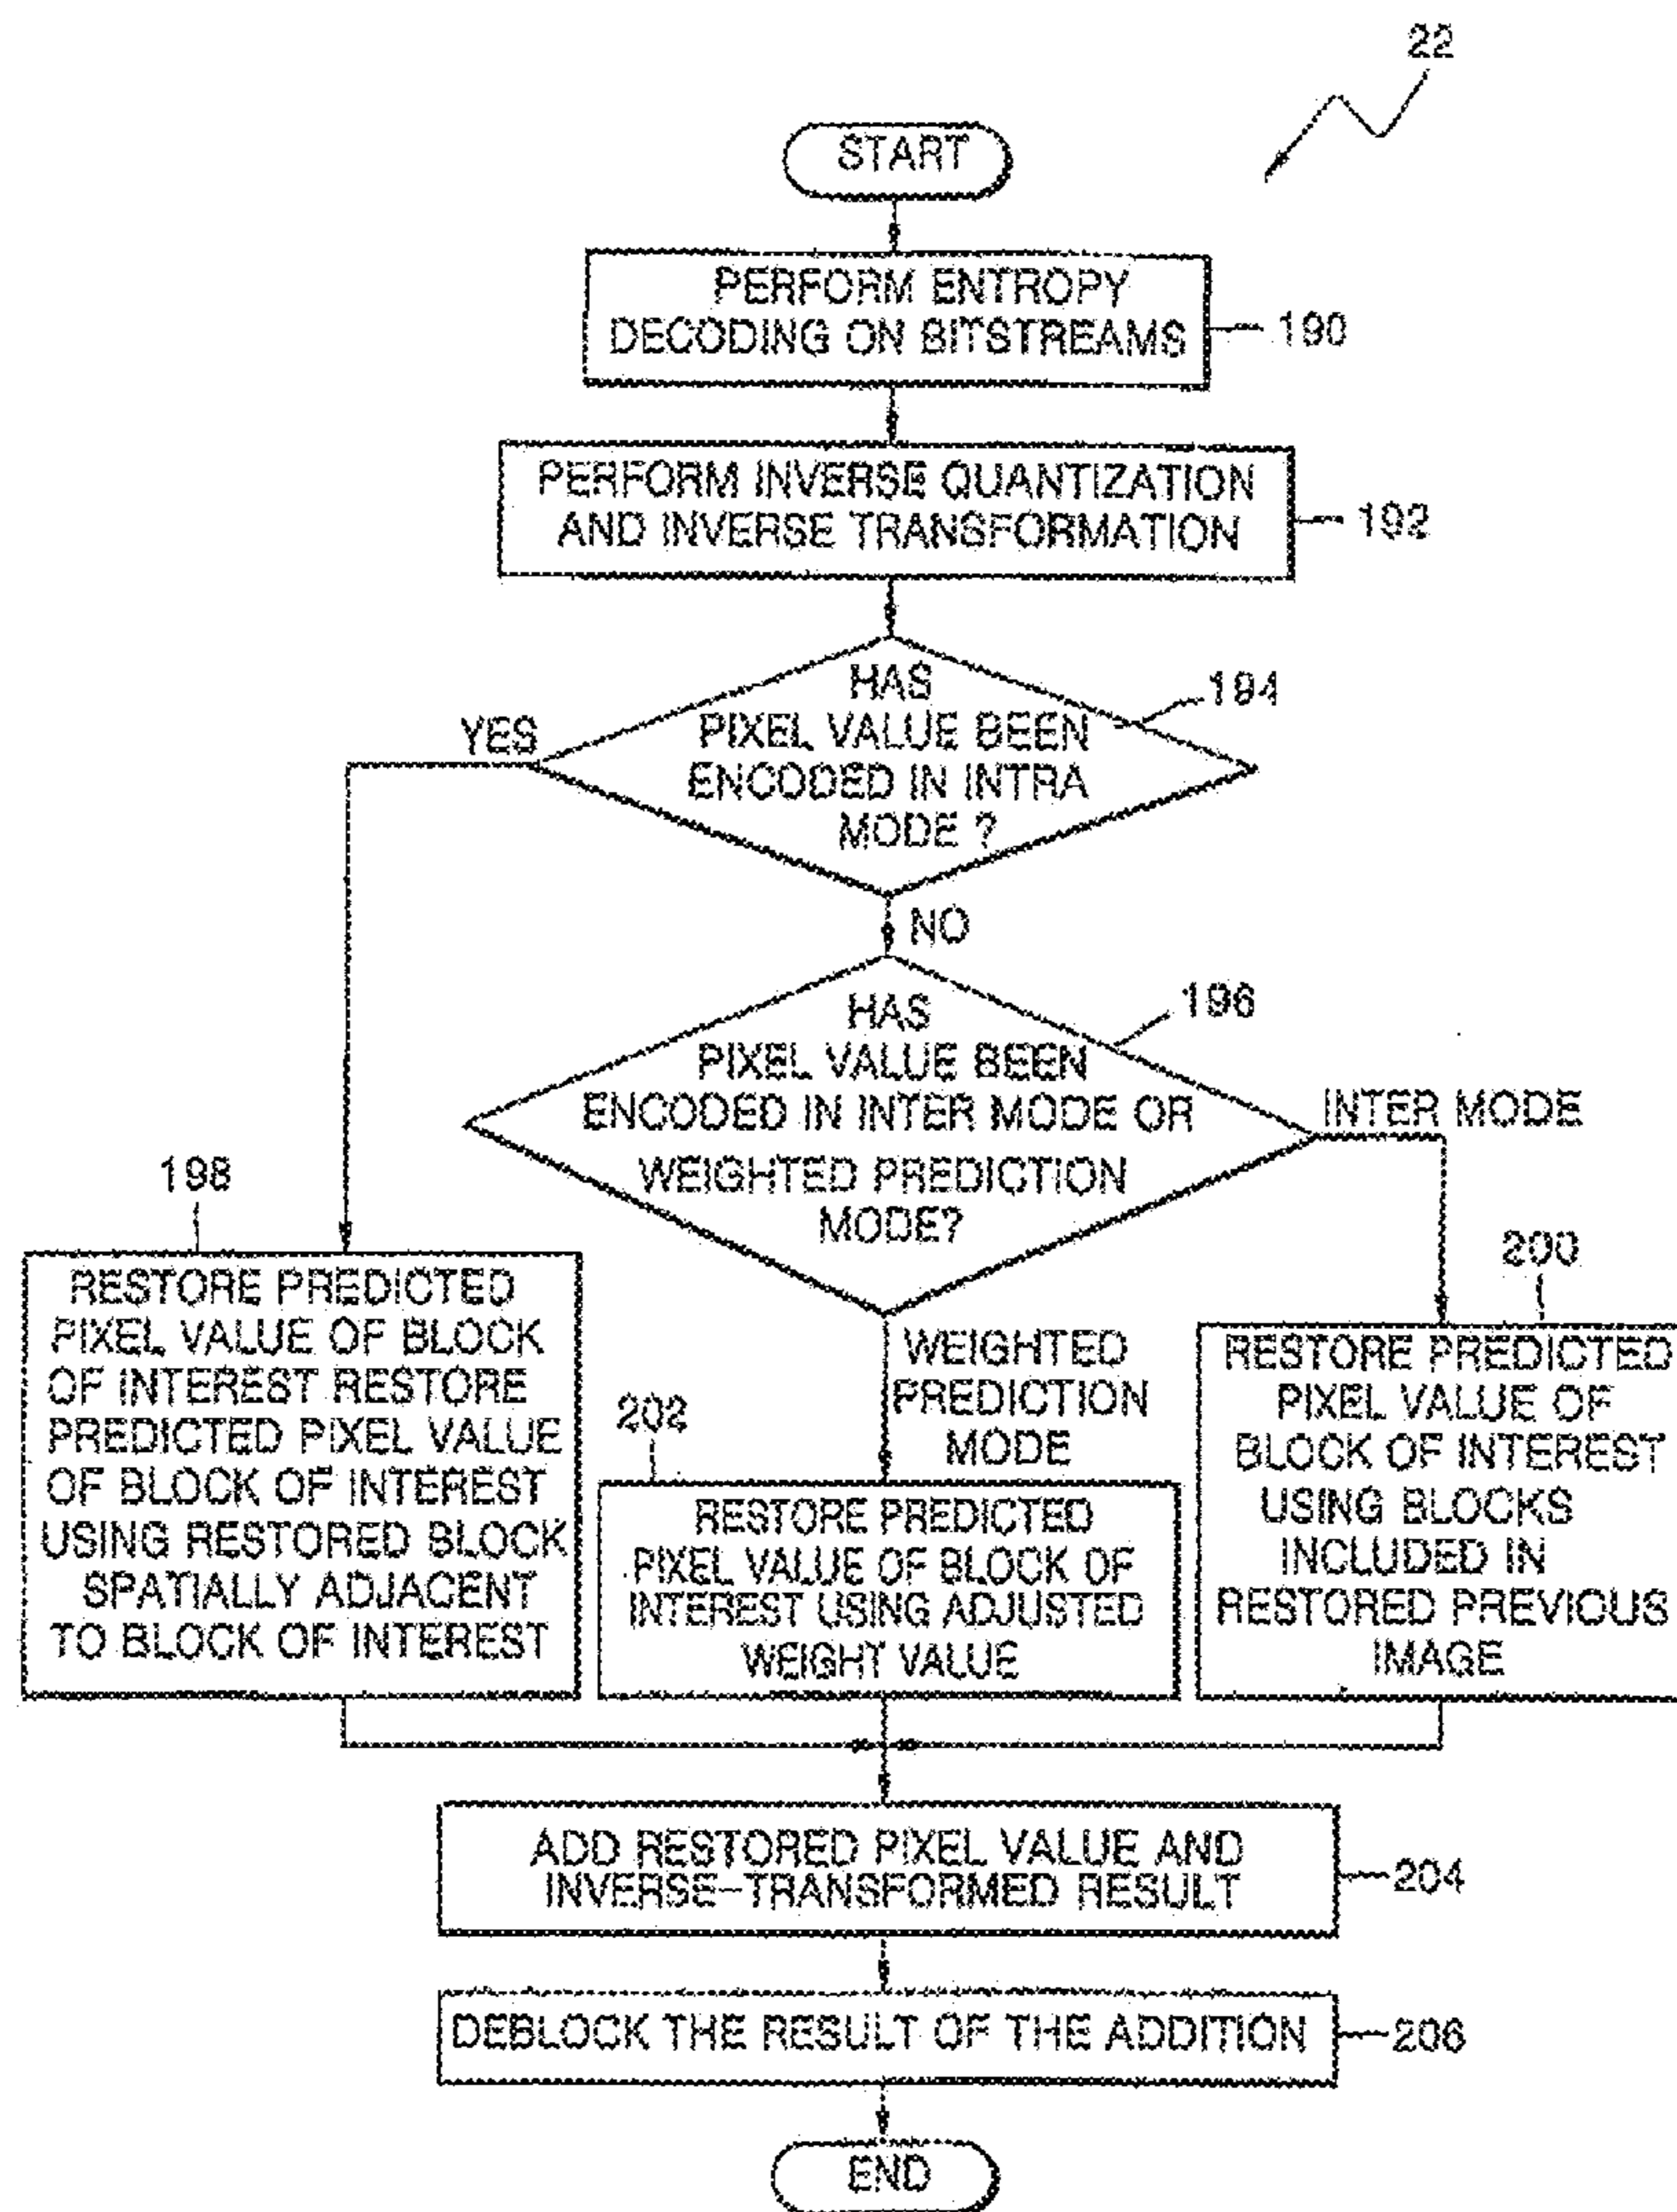 22
START
PERFORM ENTROPY
DECODING ON BITSTREAMS
190
PERFORM INVERSE QUANTIZATION
AND INVERSE TRANSFORMATION
192
HAS
PIXEL VALUE BEEN
ENCODED IN INTRA
MODE ?
194
YES
NO
HAS
PIXEL VALUE BEEN
ENCODED IN INTER MODE OR
WEIGHTED PREDICTION
MODE?
196
INTER MODE
WEIGHTED
PREDICTION
MODE
198
RESTORE PREDICTED
PIXEL VALUE OF BLOCK
OF INTEREST RESTORE
PREDICTED PIXEL VALUE
OF BLOCK OF INTEREST
USING RESTORED BLOCK
SPATIALLY ADJACENT
TO BLOCK OF INTEREST
202
RESTORE PREDICTED
PIXEL VALUE OF BLOCK OF
INTEREST USING ADJUSTED
WEIGHT VALUE
200
RESTORE PREDICTED
PIXEL VALUE OF
BLOCK OF INTEREST
USING BLOCKS
INCLUDED IN
RESTORED PREVIOUS
IMAGE
ADD RESTORED PIXEL VALUE AND
INVERSE-TRANSFORMED RESULT
204
DEBLOCK THE RESULT OF THE ADDITION
206
END